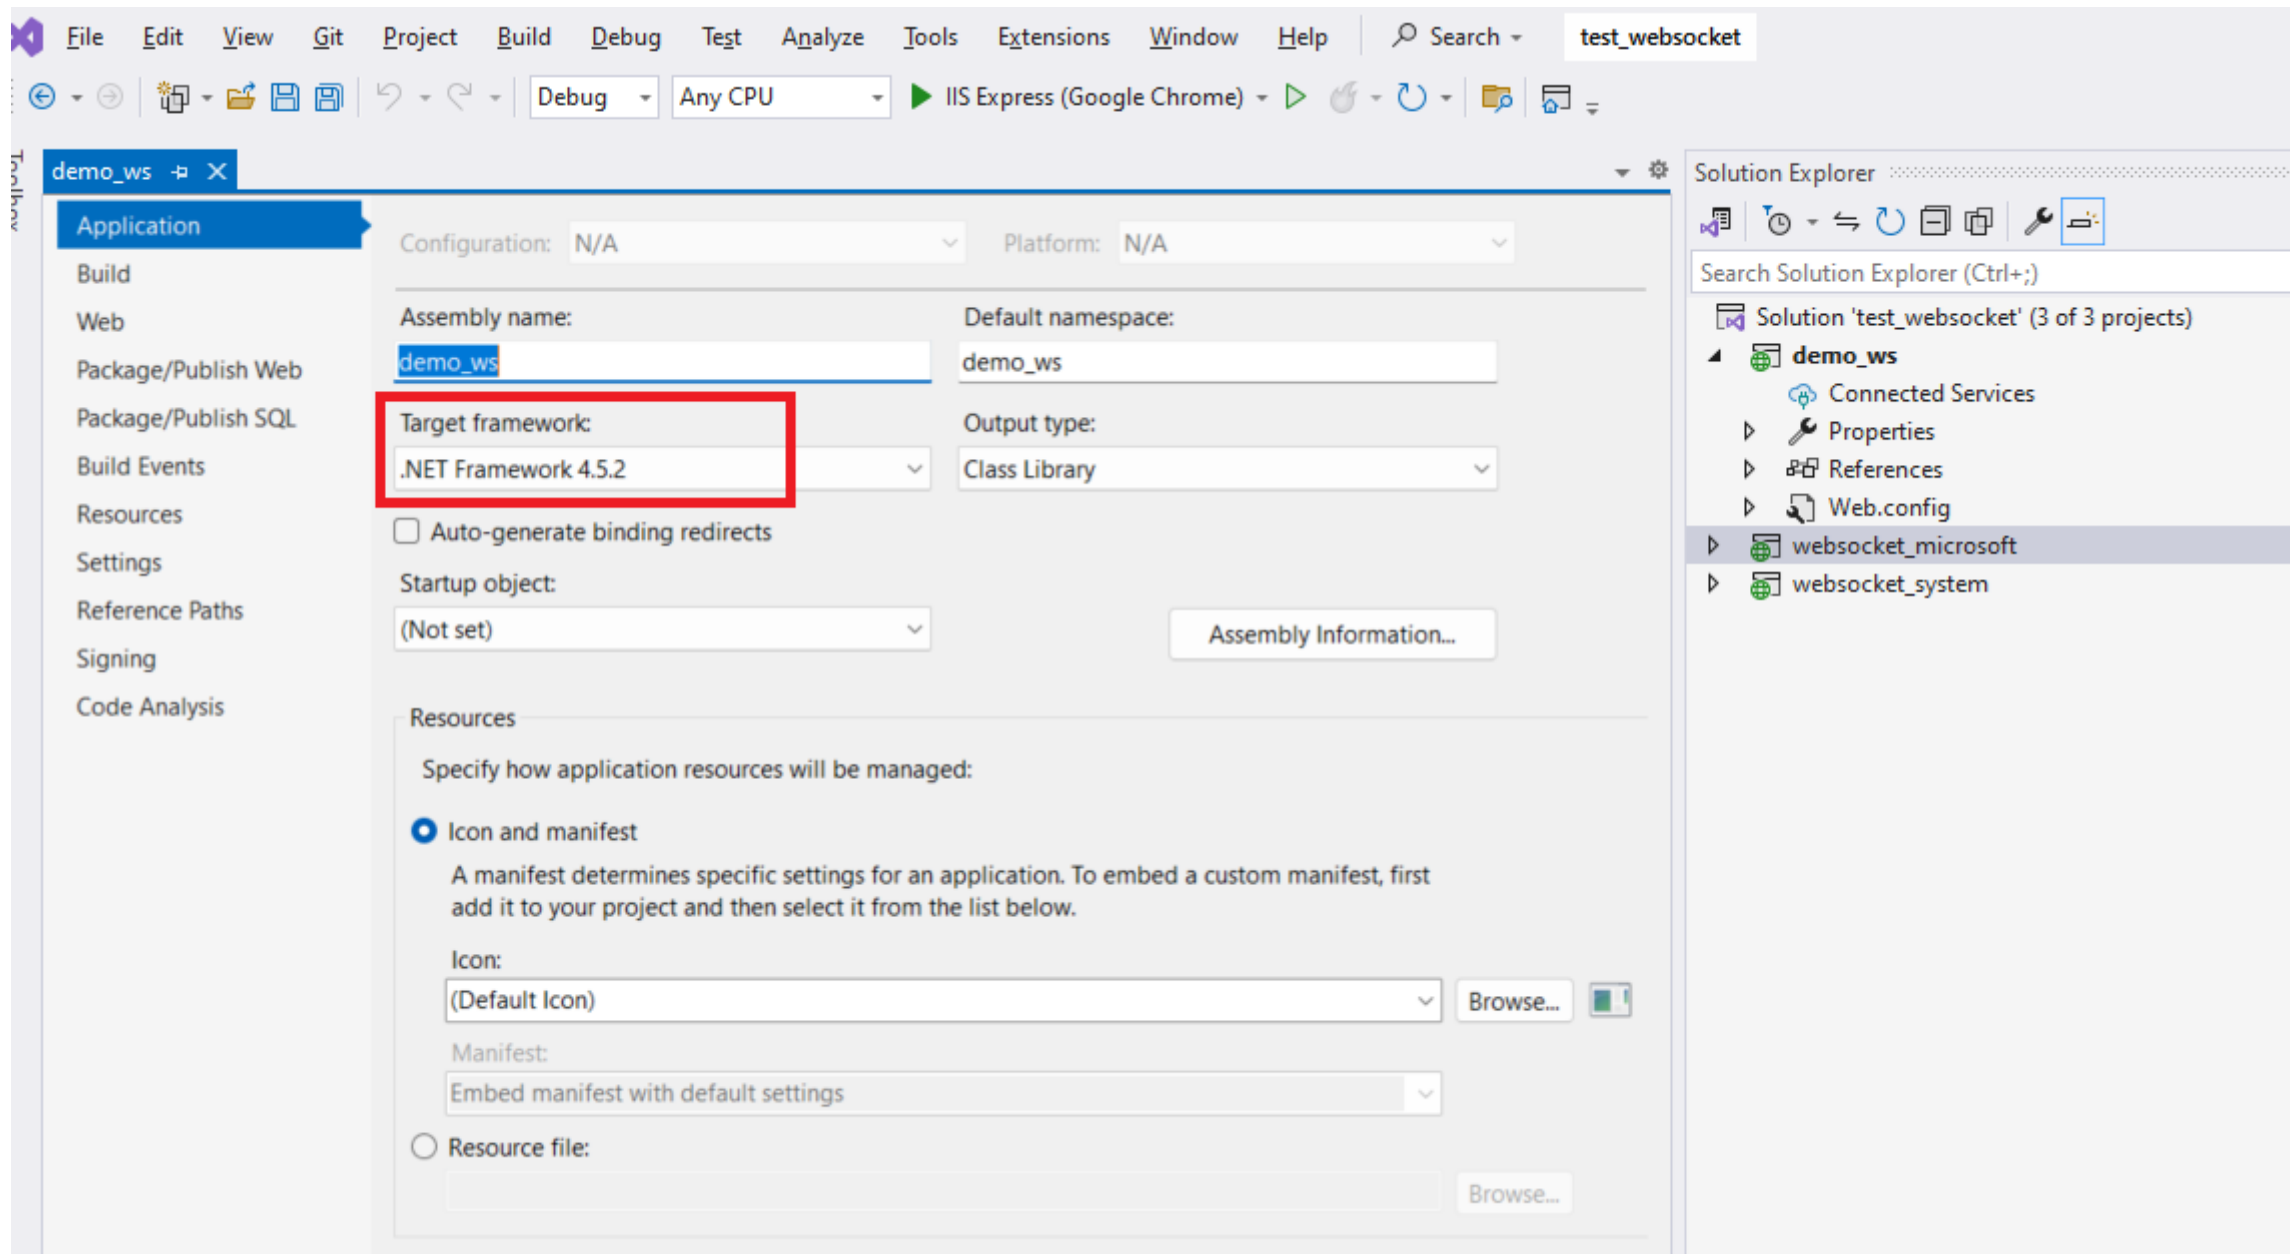 File Edit View Git Project Build Debug Test Analyze Tools Extensions Window Help Search test_websocket
Debug Any CPU IIS Express (Google Chrome)
Toolbox
demo_ws
Application
Build
Web
Package/Publish Web
Package/Publish SQL
Build Events
Resources
Settings
Reference Paths
Signing
Code Analysis
Configuration: N/A Platform: N/A
Assembly name: Default namespace:
demo_ws demo_ws
Target framework: Output type:
.NET Framework 4.5.2 Class Library
Auto-generate binding redirects
Startup object:
(Not set) Assembly Information...
Resources
Specify how application resources will be managed:
Icon and manifest
A manifest determines specific settings for an application. To embed a custom manifest, first
add it to your project and then select it from the list below.
Icon:
(Default Icon) Browse...
Manifest:
Embed manifest with default settings
Resource file:
Browse...
Solution Explorer
Search Solution Explorer (Ctrl+;)
Solution 'test_websocket' (3 of 3 projects)
demo_ws
Connected Services
Properties
References
Web.config
websocket_microsoft
websocket_system